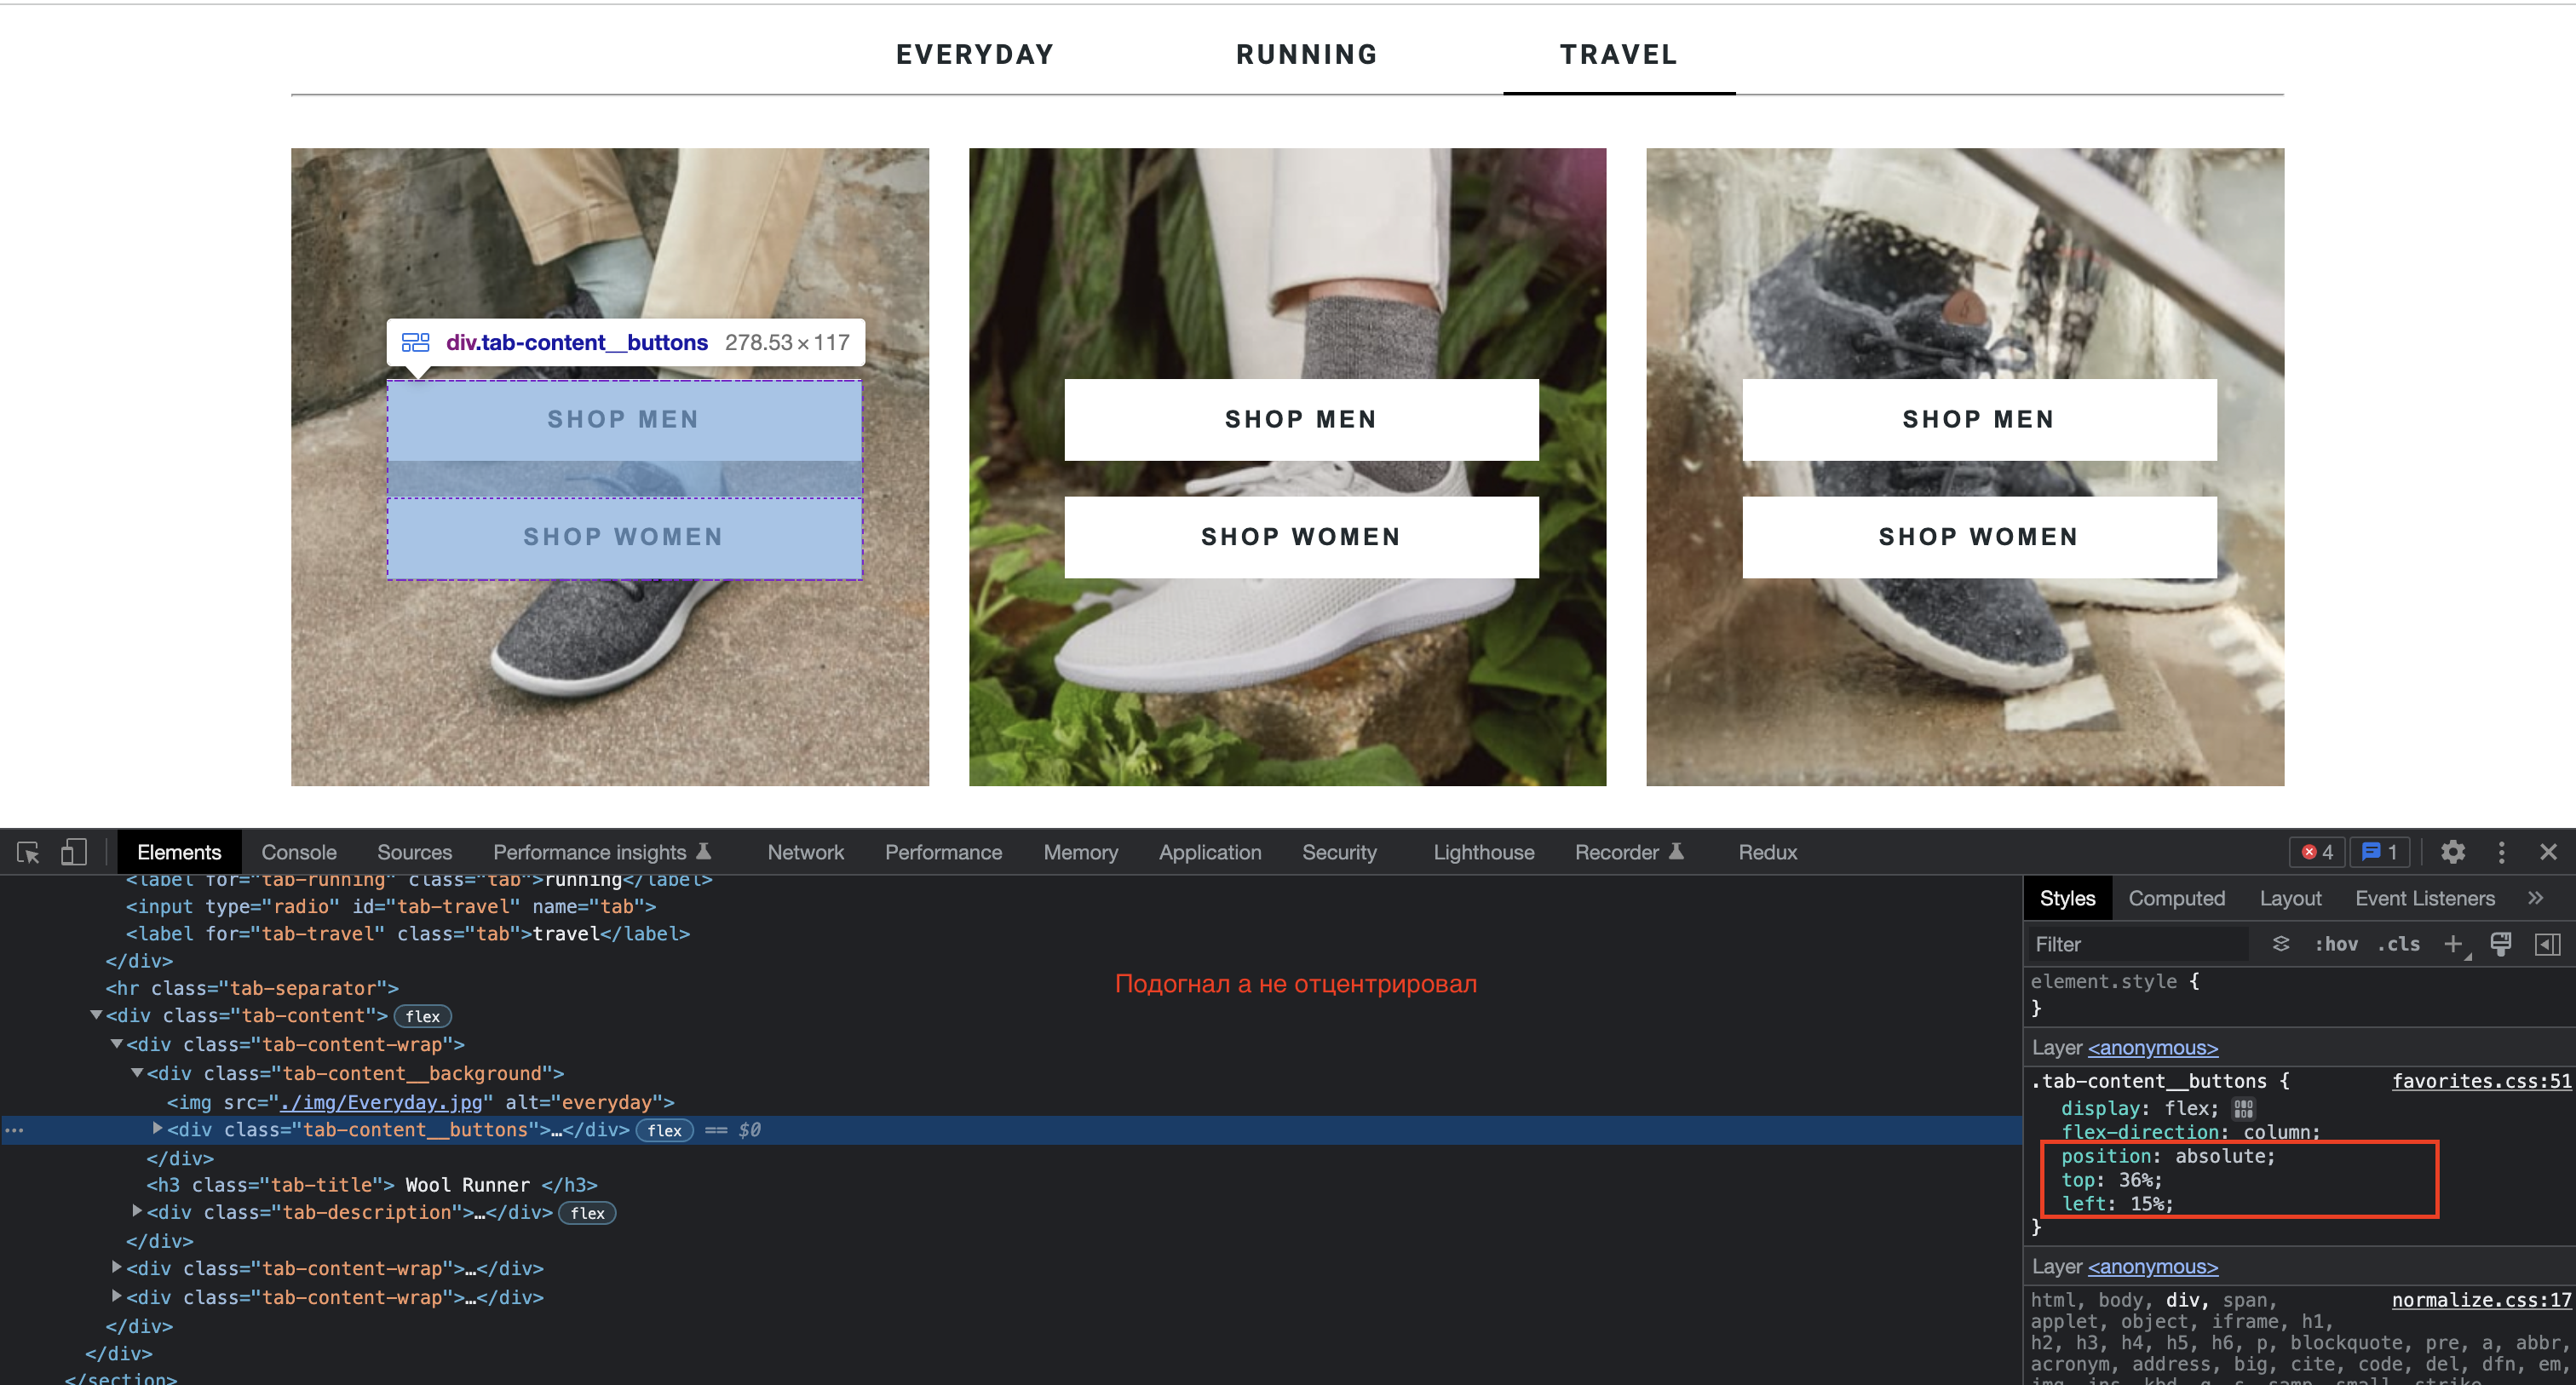 EVERYDAY RUNNING TRAVEL
div.tab-content__buttons 278.53 × 117
SHOP MEN SHOP MEN SHOP MEN
SHOP WOMEN SHOP WOMEN SHOP WOMEN
Elements Console Sources Performance insights Network Performance Memory Application Security Lighthouse Recorder Redux 4 1
<label for="tab-running" class="tab">running</label>
<input type="radio" id="tab-travel" name="tab">
<label for="tab-travel" class="tab">travel</label>
</div>
<hr class="tab-separator">
<div class="tab-content"> flex
<div class="tab-content-wrap">
<div class="tab-content__background">
<img src="./img/Everyday.jpg" alt="everyday">
<div class="tab-content__buttons">…</div> flex == $0
</div>
<h3 class="tab-title"> Wool Runner </h3>
<div class="tab-description">…</div> flex
</div>
<div class="tab-content-wrap">…</div>
<div class="tab-content-wrap">…</div>
</div>
</div>
</section>
Подогнал а не отцентрировал
Styles Computed Layout Event Listeners »
Filter :hov .cls +
element.style {
}
Layer <anonymous>
.tab-content__buttons { favorites.css:51
display: flex;
flex-direction: column;
position: absolute;
top: 36%;
left: 15%;
}
Layer <anonymous>
html, body, div, span, normalize.css:17
applet, object, iframe, h1,
h2, h3, h4, h5, h6, p, blockquote, pre, a, abbr,
acronym, address, big, cite, code, del, dfn, em,
img, ins, kbd, q, s, samp, small, strike,